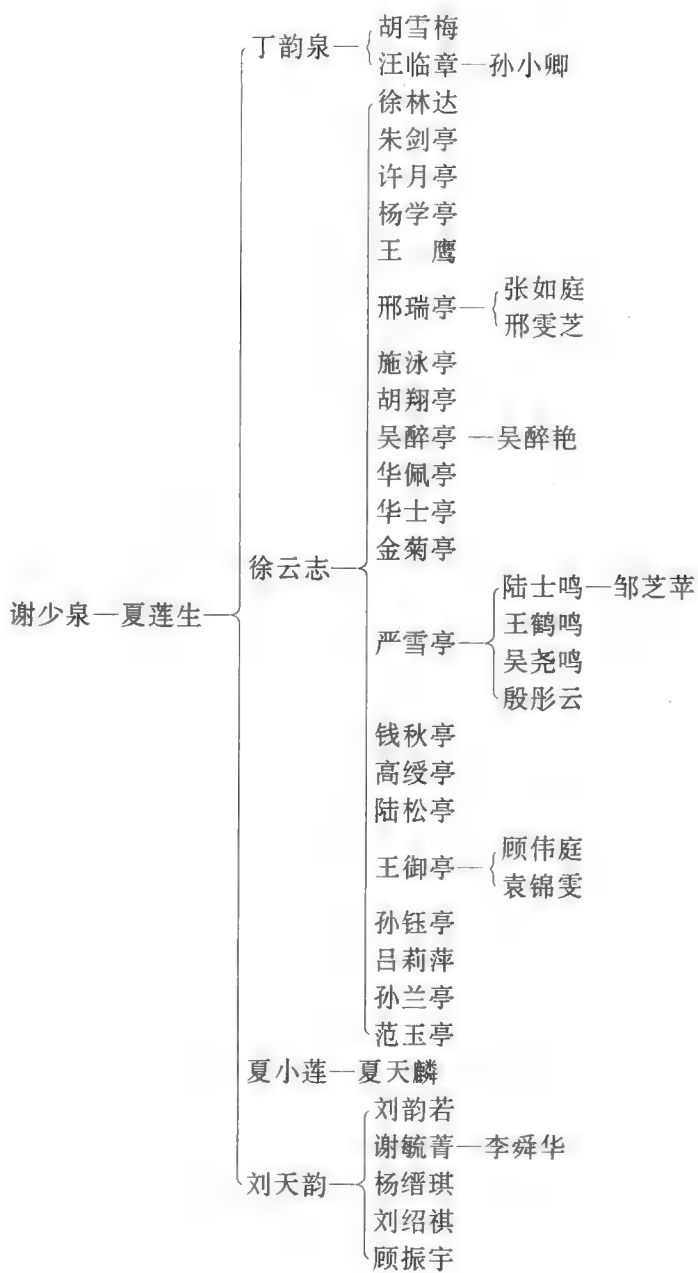 丁韵泉
胡雪梅
汪临章—孙小卿
徐林达
朱剑亭
许月亭
杨学亭
王 鹰
邢瑞亭
张如庭
邢雯芝
施泳亭
胡翔亭
吴醉亭—吴醉艳
华佩亭
华士亭
金菊亭
徐云志
谢少泉—夏莲生
严雪亭
陆士鸣—邹芝苹
王鹤鸣
吴尧鸣
殷彤云
钱秋亭
高绶亭
陆松亭
王御亭
顾伟庭
袁锦雯
孙钰亭
吕莉萍
孙兰亭
范玉亭
夏小莲—夏天麟
刘天韵
刘韵若
谢毓菁—李舜华
杨缙琪
刘绍祺
顾振宇